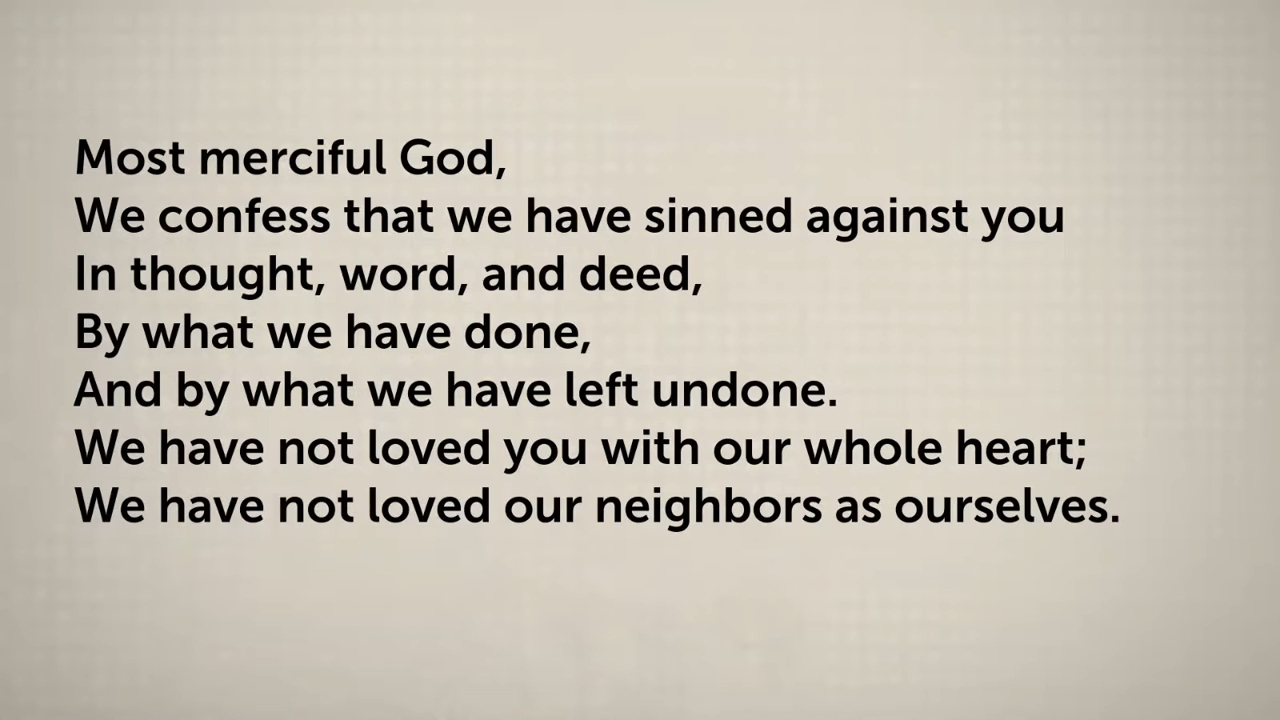 Most merciful God,
We confess that we have sinned against you
In thought, word, and deed,
By what we have done,
And by what we have left undone.
We have not loved you with our whole heart;
We have not loved our neighbors as ourselves.